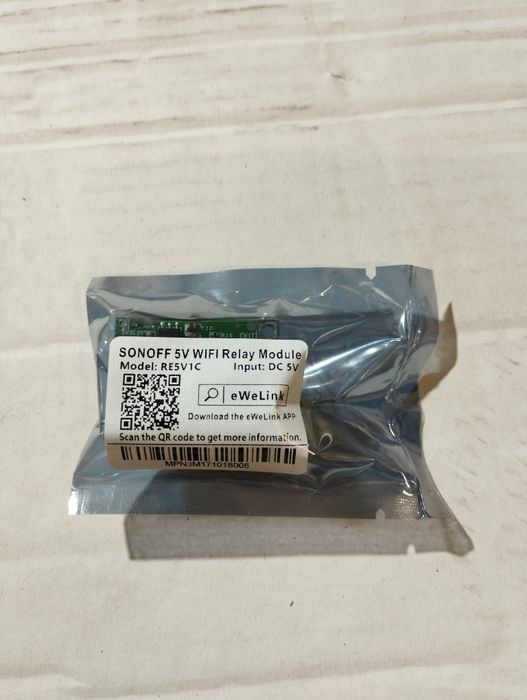 OUT
SONOFF 5V WIFI Relay Module
Model: RE5V1C Input: DC 5V
eWeLink
Download the eWeLink APP
Scan the QR code to get more information.
MPN:IM171018005